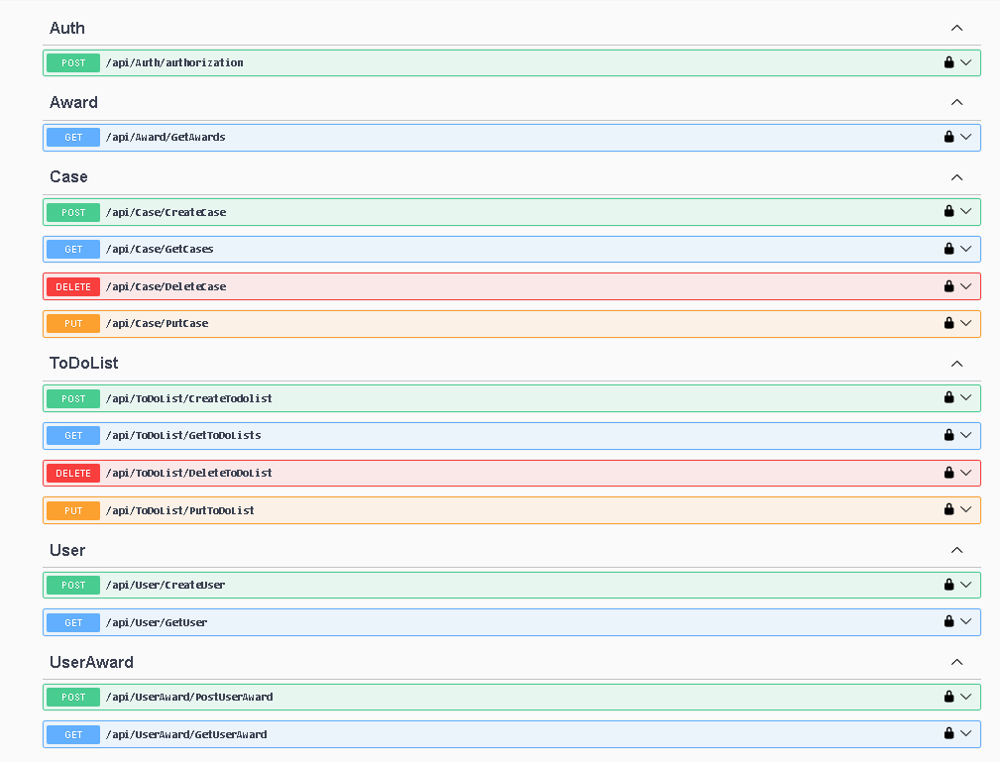 Auth
POST /api/Auth/authorization
Award
GET /api/Award/GetAwards
Case
POST /api/Case/CreateCase
GET /api/Case/GetCases
DELETE /api/Case/DeleteCase
PUT /api/Case/PutCase
ToDoList
POST /api/ToDoList/CreateTodolist
GET /api/ToDoList/GetToDoLists
DELETE /api/ToDoList/DeleteToDoList
PUT /api/ToDoList/PutToDoList
User
POST /api/User/CreateUser
GET /api/User/GetUser
UserAward
POST /api/UserAward/PostUserAward
GET /api/UserAward/GetUserAward